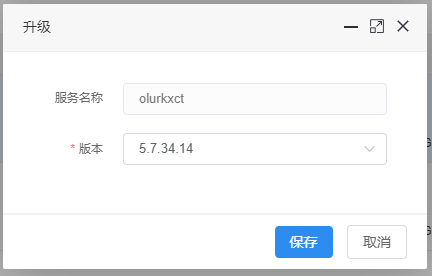 升级
服务名称 olurkxct
* 版本 5.7.34.14
保存 取消